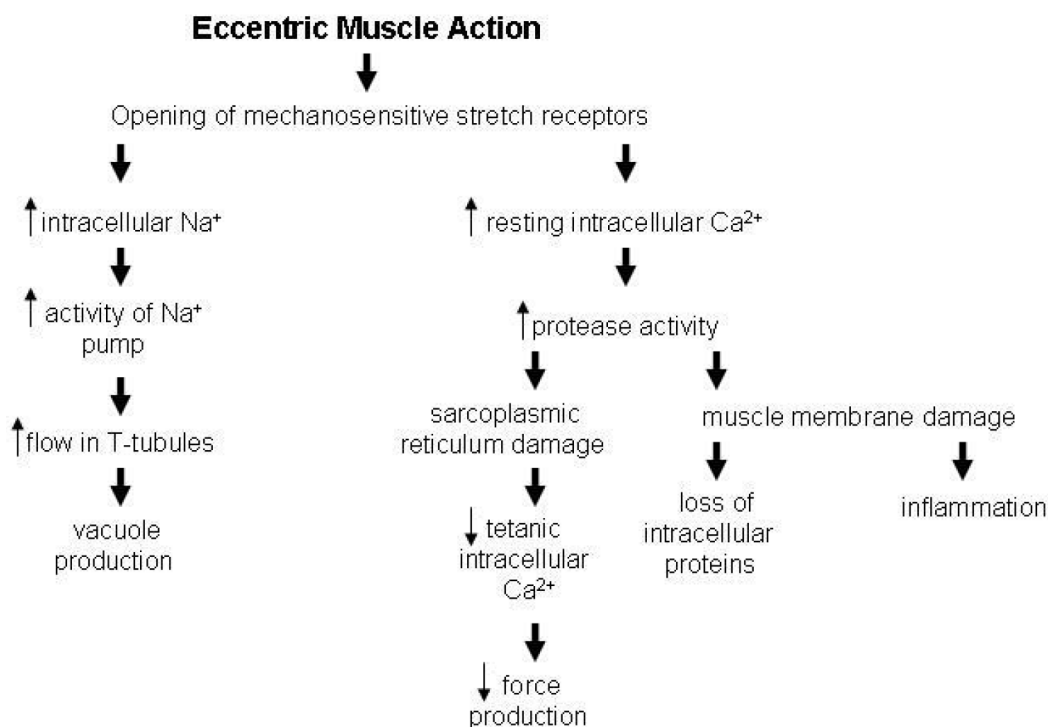 Eccentric Muscle Action
Opening of mechanosensitive stretch receptors
↑ intracellular Na⁺
↑ resting intracellular Ca²⁺
↑ activity of Na⁺
pump
↑ protease activity
↑ flow in T-tubules
sarcoplasmic
reticulum damage
muscle membrane damage
vacuole
production
↓ tetanic
intracellular
Ca²⁺
loss of
intracellular
proteins
inflammation
↓ force
production